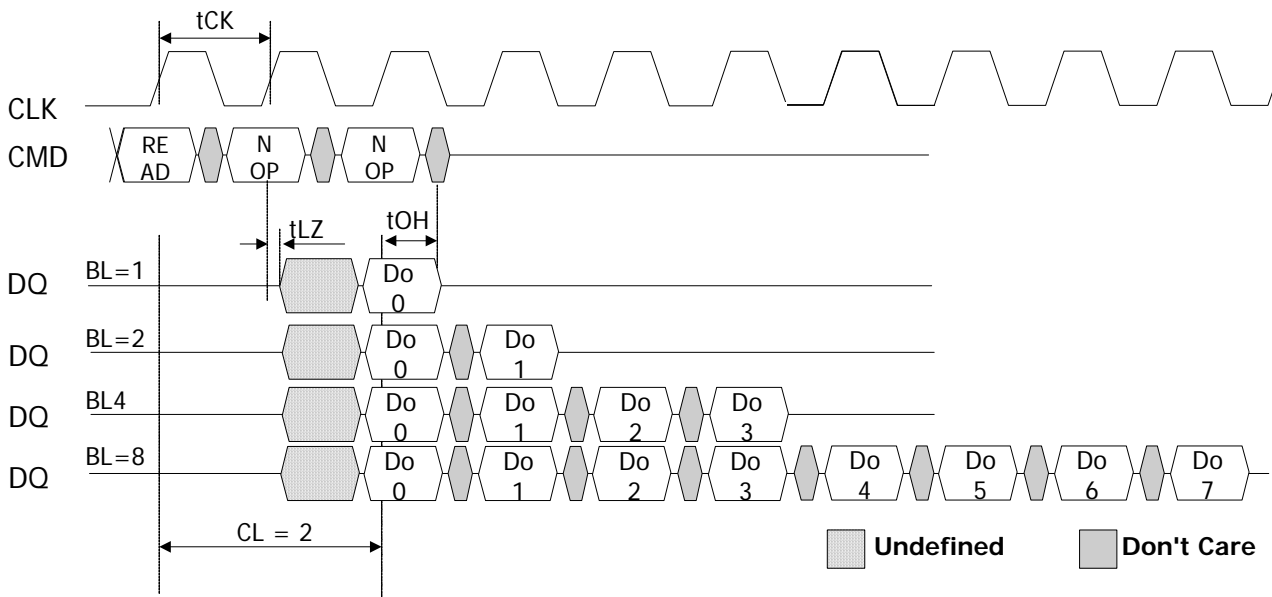 tCK
CLK
CMD
RE
AD
N
OP
N
OP
tLZ
tOH
DQ
BL=1
Do
0
DQ
BL=2
Do
0
Do
1
DQ
BL4
Do
0
Do
1
Do
2
Do
3
DQ
BL=8
Do
0
Do
1
Do
2
Do
3
Do
4
Do
5
Do
6
Do
7
CL = 2
Undefined
Don't Care